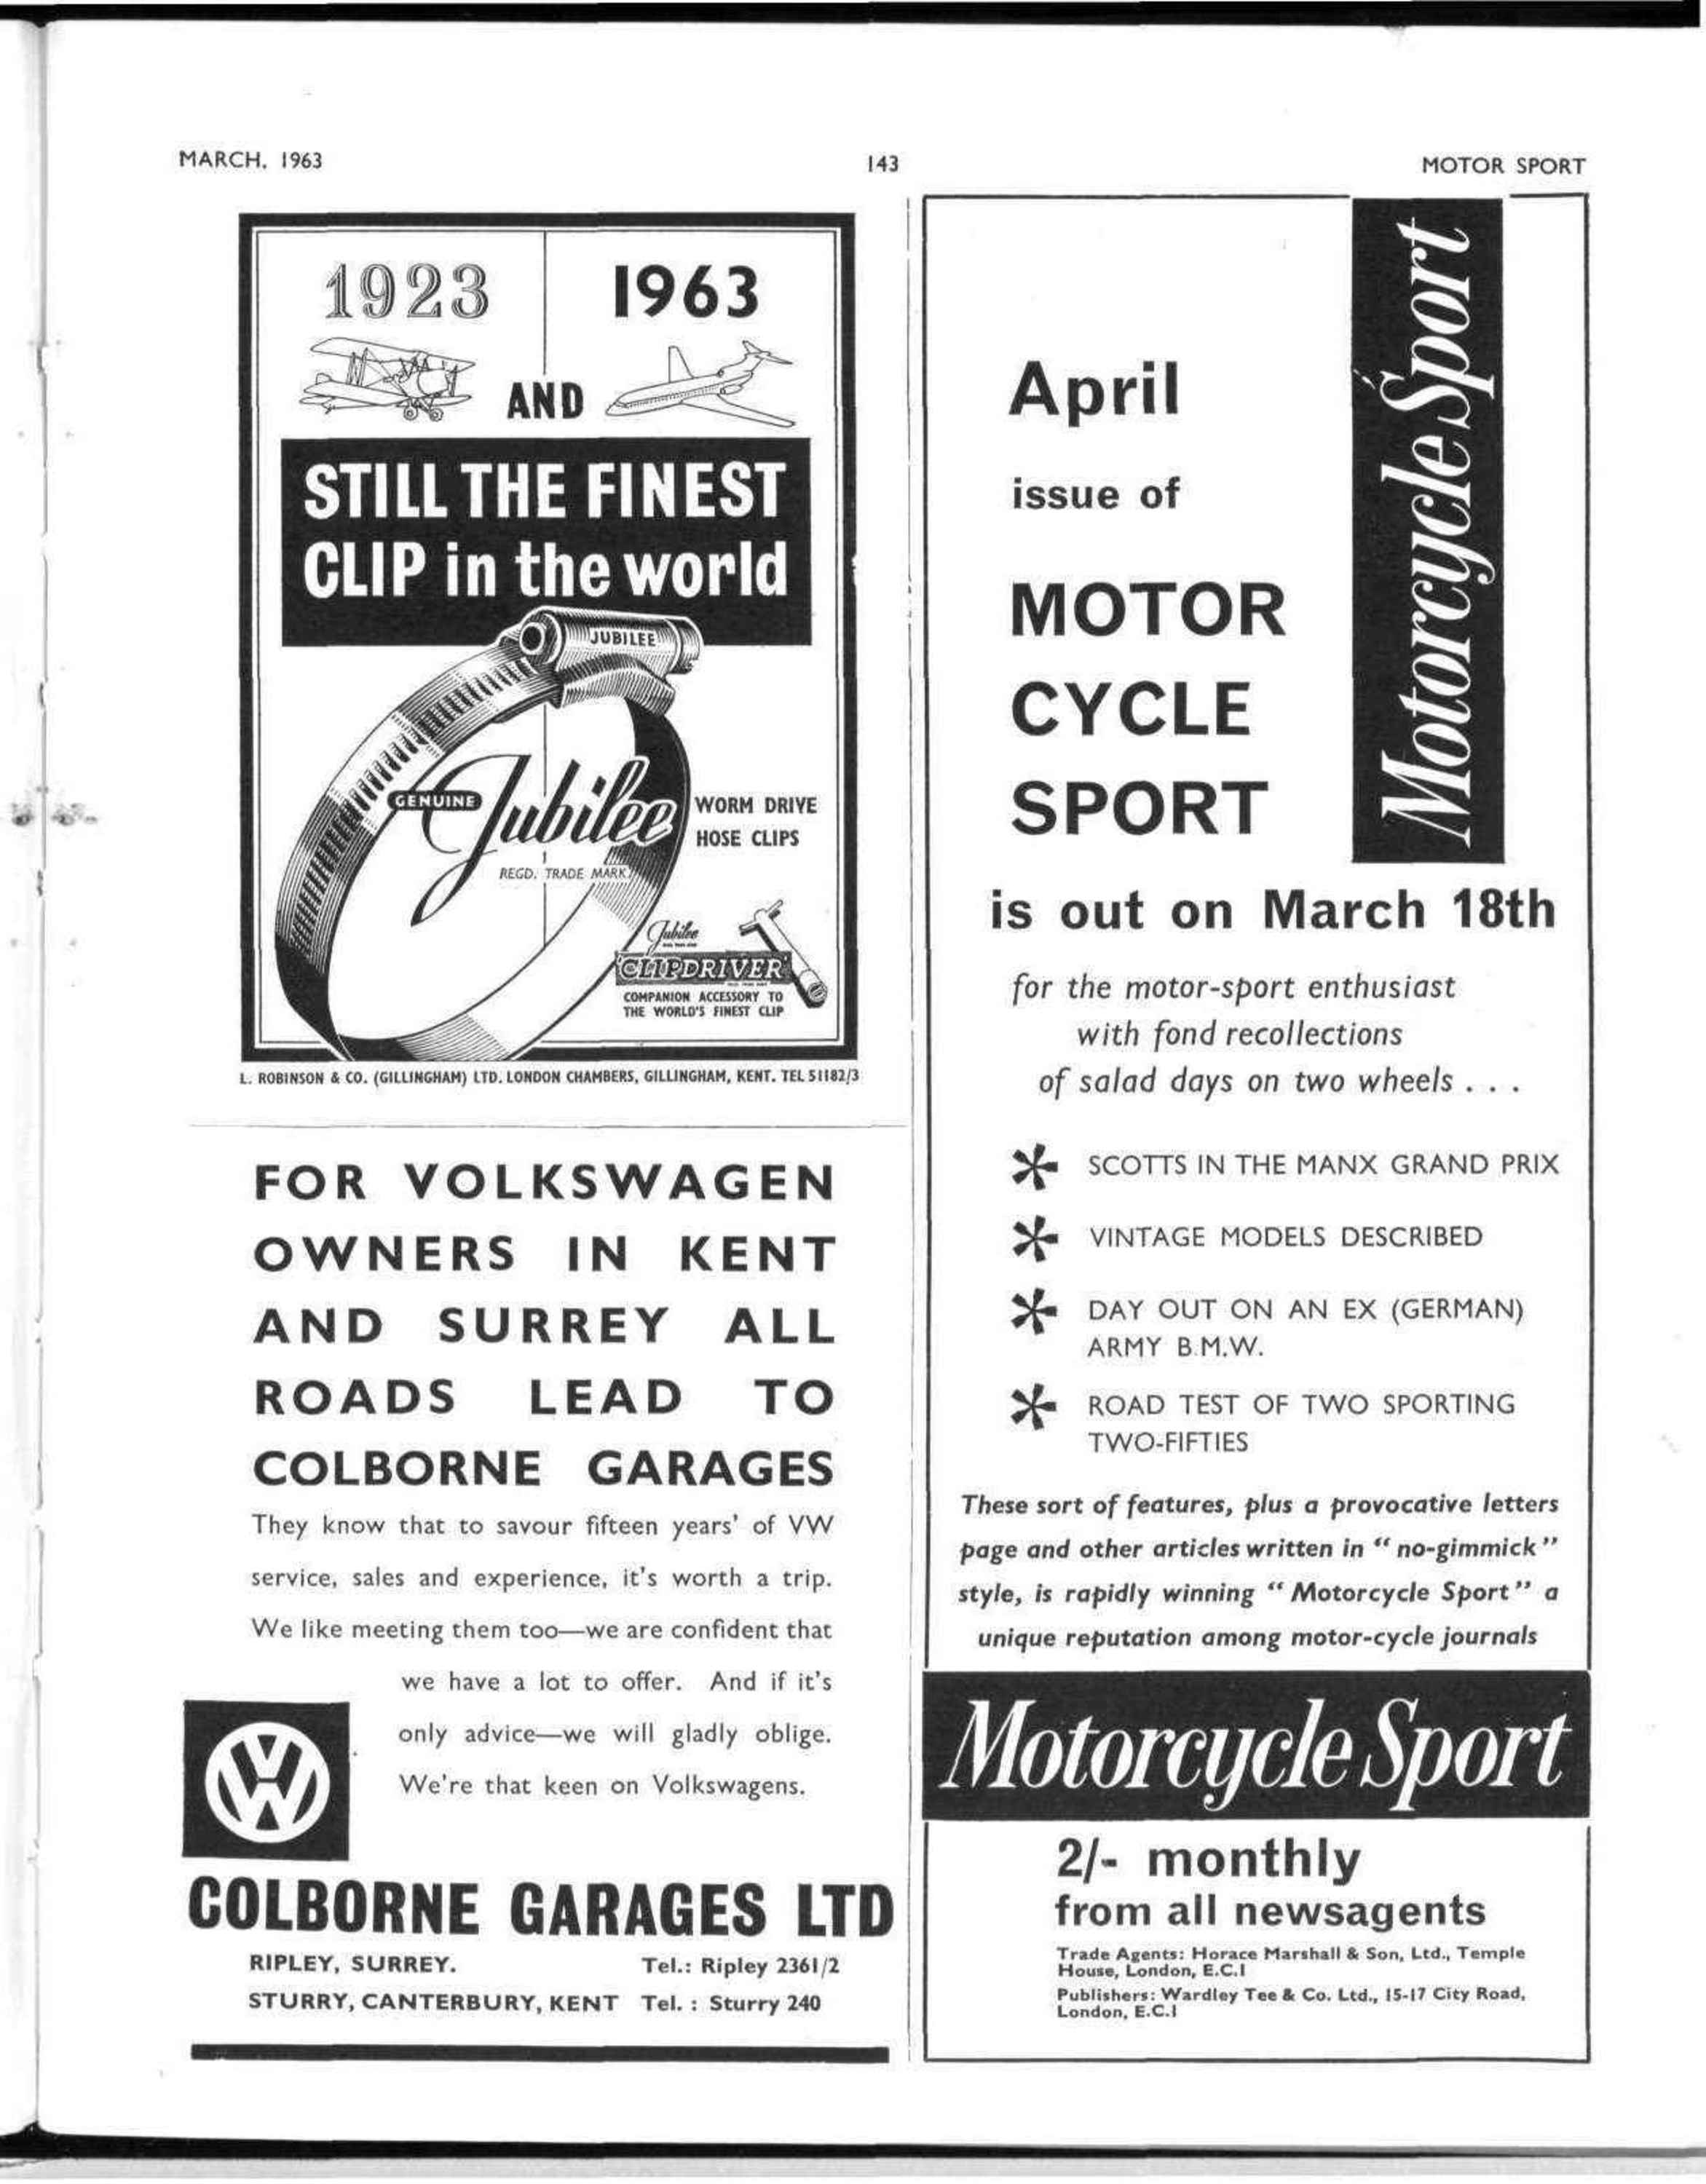 MARCH, 1963
143
MOTOR SPORT
1923
1963
AND
STILL THE FINEST
CLIP in the world
JUBILEE
GENUINE
Jubilee
WORM DRIVE
HOSE CLIPS
REGD. TRADE MARK
Jubilee
'CLIPDRIVER'
COMPANION ACCESSORY TO
THE WORLD'S FINEST CLIP
L. ROBINSON & CO. (GILLINGHAM) LTD. LONDON CHAMBERS, GILLINGHAM, KENT. TEL 51182/3
FOR VOLKSWAGEN
OWNERS IN KENT
AND SURREY ALL
ROADS LEAD TO
COLBORNE GARAGES
They know that to savour fifteen years' of VW
service, sales and experience, it's worth a trip.
We like meeting them too—we are confident that
we have a lot to offer. And if it's
only advice—we will gladly oblige.
We're that keen on Volkswagens.
VW
COLBORNE GARAGES LTD
RIPLEY, SURREY. Tel.: Ripley 2361/2
STURRY, CANTERBURY, KENT Tel. : Sturry 240
Motorcycle Sport
April
issue of
MOTOR
CYCLE
SPORT
is out on March 18th
for the motor-sport enthusiast
with fond recollections
of salad days on two wheels . . .
* SCOTTS IN THE MANX GRAND PRIX
* VINTAGE MODELS DESCRIBED
* DAY OUT ON AN EX (GERMAN)
ARMY B.M.W.
* ROAD TEST OF TWO SPORTING
TWO-FIFTIES
These sort of features, plus a provocative letters
page and other articles written in " no-gimmick "
style, is rapidly winning " Motorcycle Sport " a
unique reputation among motor-cycle journals
Motorcycle Sport
2/- monthly
from all newsagents
Trade Agents: Horace Marshall & Son, Ltd., Temple
House, London, E.C.1
Publishers: Wardley Tee & Co. Ltd., 15-17 City Road,
London, E.C.1